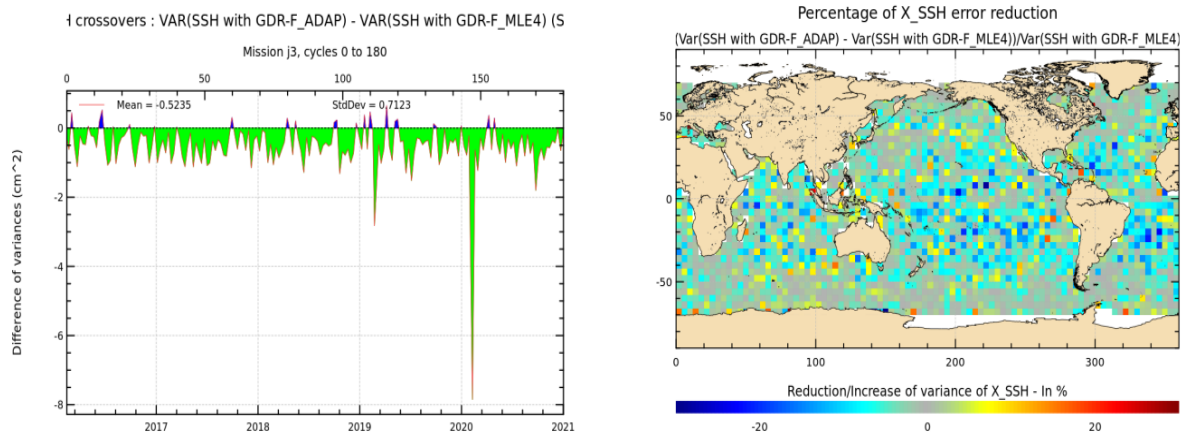 H crossovers : VAR(SSH with GDR-F_ADAP) - VAR(SSH with GDR-F_MLE4) (S
Mission j3, cycles 0 to 180
0 50 100 150
Mean = -0.5235 StdDev = 0.7123
Difference of variances (cm^2)
0
-2
-4
-6
-8
2017 2018 2019 2020 2021
Percentage of X_SSH error reduction
(Var(SSH with GDR-F_ADAP) - Var(SSH with GDR-F_MLE4))/Var(SSH with GDR-F_MLE4)
50
0
-50
0 100 200 300
Reduction/Increase of variance of X_SSH - In %
-20 0 20